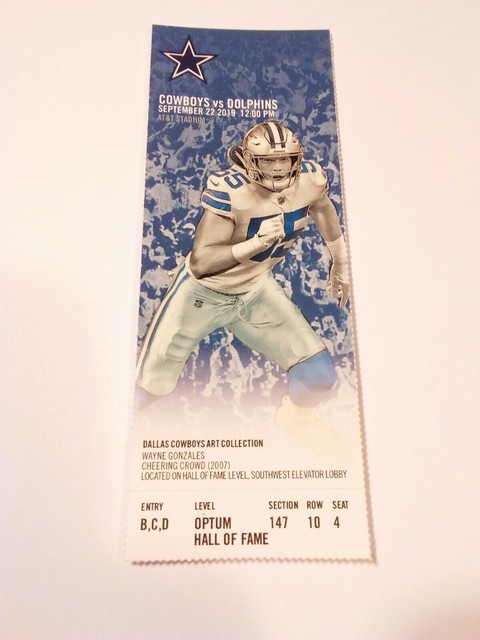 COWBOYS vs DOLPHINS
SEPTEMBER 22 2019 12:00 PM
AT&T STADIUM
55
55
DALLAS COWBOYS ART COLLECTION
WAYNE GONZALES
CHEERING CROWD (2007)
LOCATED ON HALL OF FAME LEVEL, SOUTHWEST ELEVATOR LOBBY
ENTRY LEVEL SECTION ROW SEAT
B,C,D OPTUM 147 10 4
HALL OF FAME